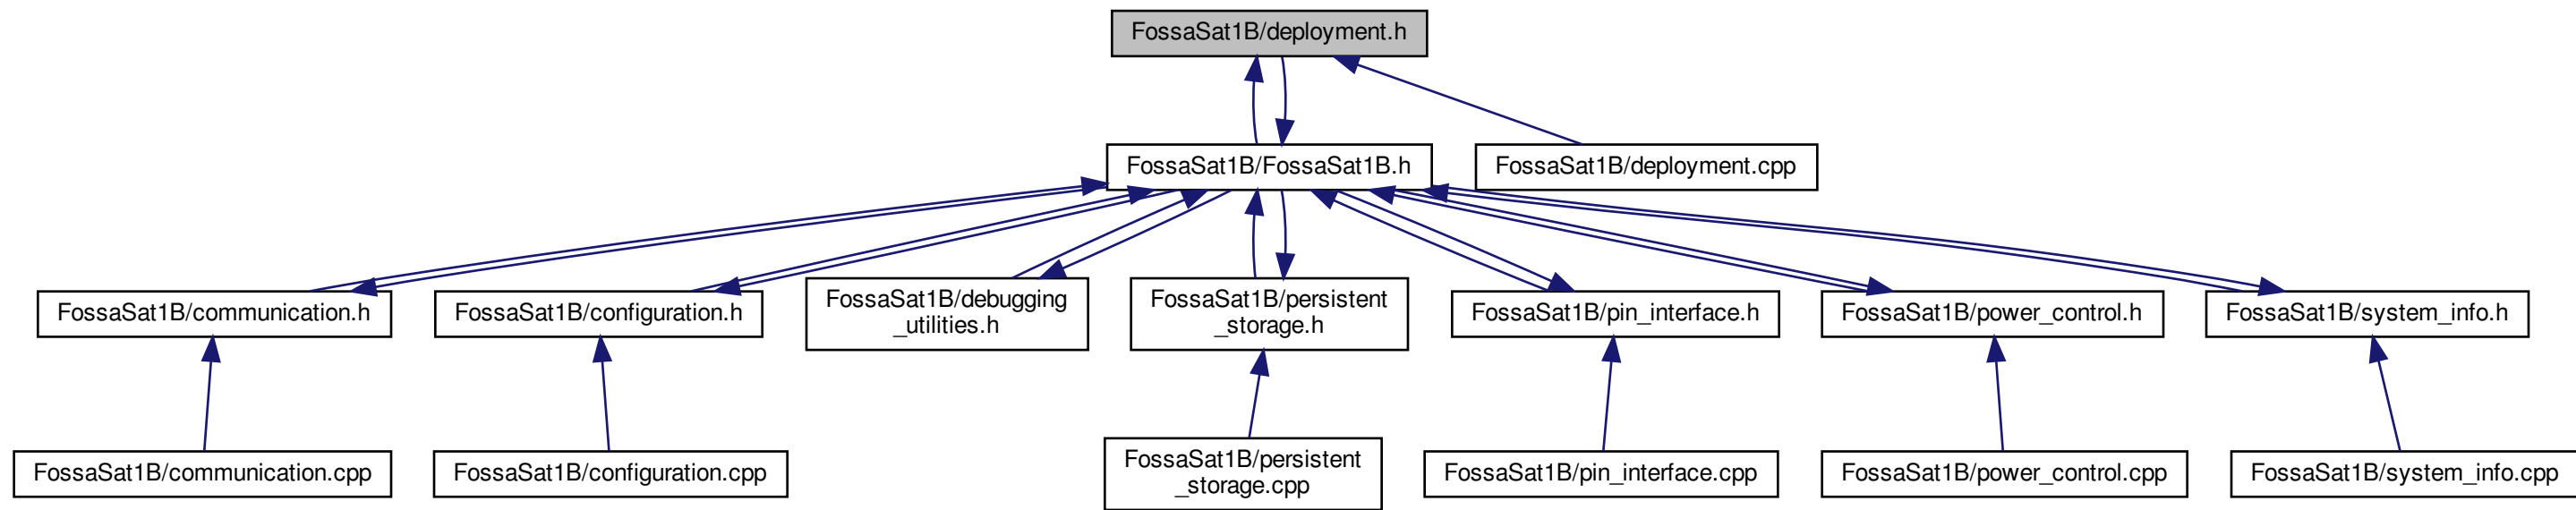 FossaSat1B/deployment.h
FossaSat1B/FossaSat1B.h
FossaSat1B/deployment.cpp
FossaSat1B/communication.h
FossaSat1B/configuration.h
FossaSat1B/debugging
_utilities.h
FossaSat1B/persistent
_storage.h
FossaSat1B/pin_interface.h
FossaSat1B/power_control.h
FossaSat1B/system_info.h
FossaSat1B/communication.cpp
FossaSat1B/configuration.cpp
FossaSat1B/persistent
_storage.cpp
FossaSat1B/pin_interface.cpp
FossaSat1B/power_control.cpp
FossaSat1B/system_info.cpp